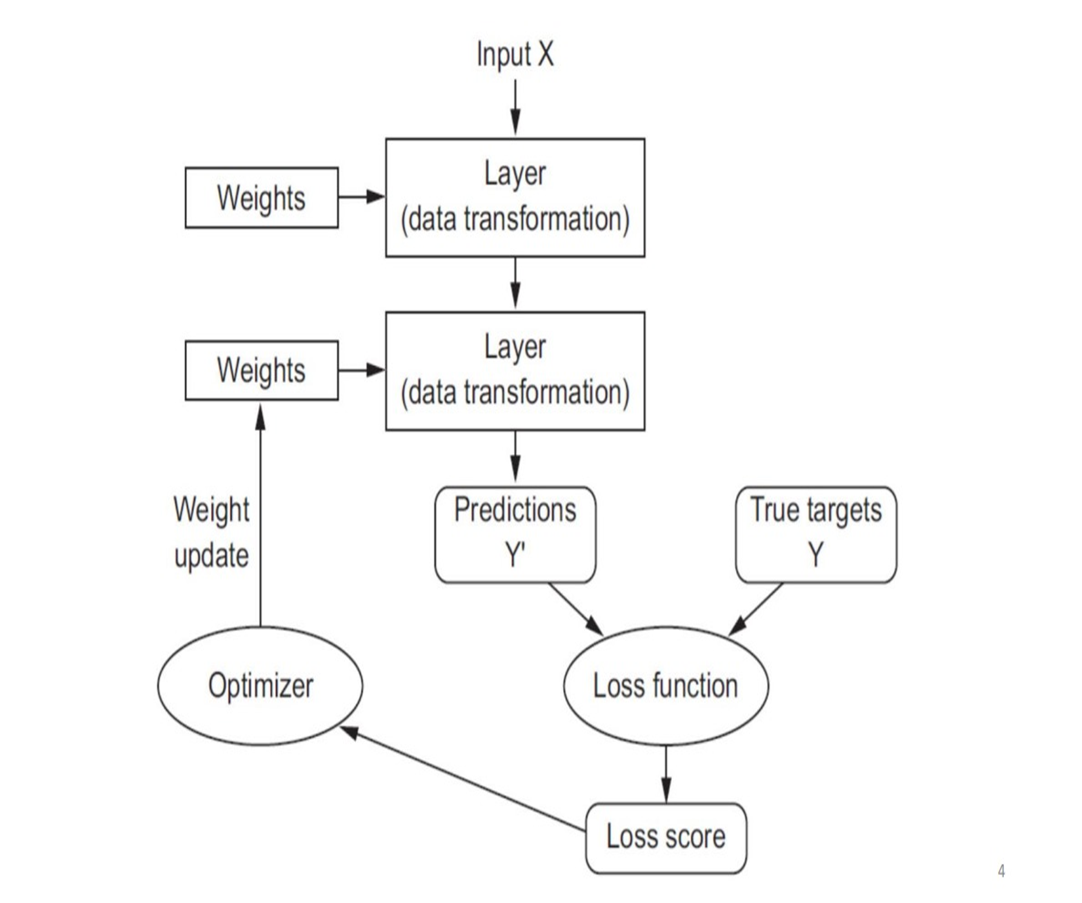 Input X
Weights
Layer
(data transformation)
Weights
Layer
(data transformation)
Weight
update
Predictions
Y'
True targets
Y
Optimizer
Loss function
Loss score
4